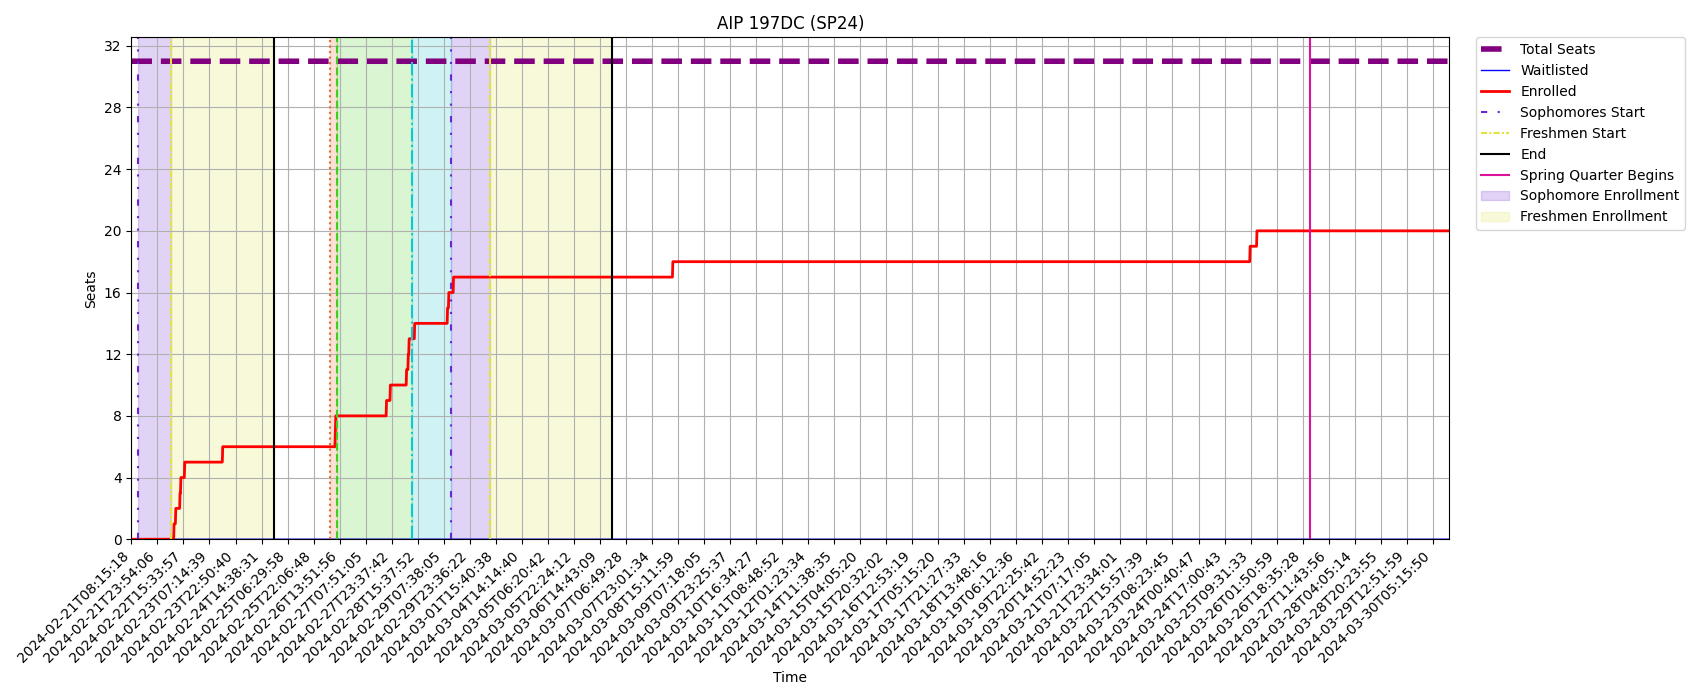 AIP 197DC (SP24)
32
28
24
20
16
12
8
4
0
Seats
2024-02-21T08:15:18
2024-02-21T23:54:06
2024-02-22T15:33:57
2024-02-23T07:14:39
2024-02-23T22:50:40
2024-02-24T14:38:31
2024-02-25T06:29:58
2024-02-25T22:06:48
2024-02-26T13:51:56
2024-02-27T07:51:05
2024-02-27T23:37:42
2024-02-28T15:37:52
2024-02-29T07:38:05
2024-02-29T23:36:22
2024-03-01T15:40:38
2024-03-04T14:14:40
2024-03-05T06:20:42
2024-03-05T22:24:12
2024-03-06T14:43:09
2024-03-07T06:49:28
2024-03-07T23:01:34
2024-03-08T15:11:59
2024-03-09T07:18:05
2024-03-09T23:25:37
2024-03-10T16:34:27
2024-03-11T08:48:52
2024-03-12T01:23:34
2024-03-14T11:38:35
2024-03-15T04:05:20
2024-03-15T20:32:02
2024-03-16T12:53:19
2024-03-17T05:15:20
2024-03-17T21:27:33
2024-03-18T13:48:16
2024-03-19T06:12:36
2024-03-19T22:25:42
2024-03-20T14:52:23
2024-03-21T07:17:05
2024-03-21T23:34:01
2024-03-22T15:57:39
2024-03-23T08:23:45
2024-03-24T00:40:47
2024-03-24T17:00:43
2024-03-25T09:31:33
2024-03-26T01:50:59
2024-03-26T18:35:28
2024-03-27T11:43:56
2024-03-28T04:05:14
2024-03-28T20:23:55
2024-03-29T12:51:59
2024-03-30T05:15:50
Time
Total Seats
Waitlisted
Enrolled
Sophomores Start
Freshmen Start
End
Spring Quarter Begins
Sophomore Enrollment
Freshmen Enrollment